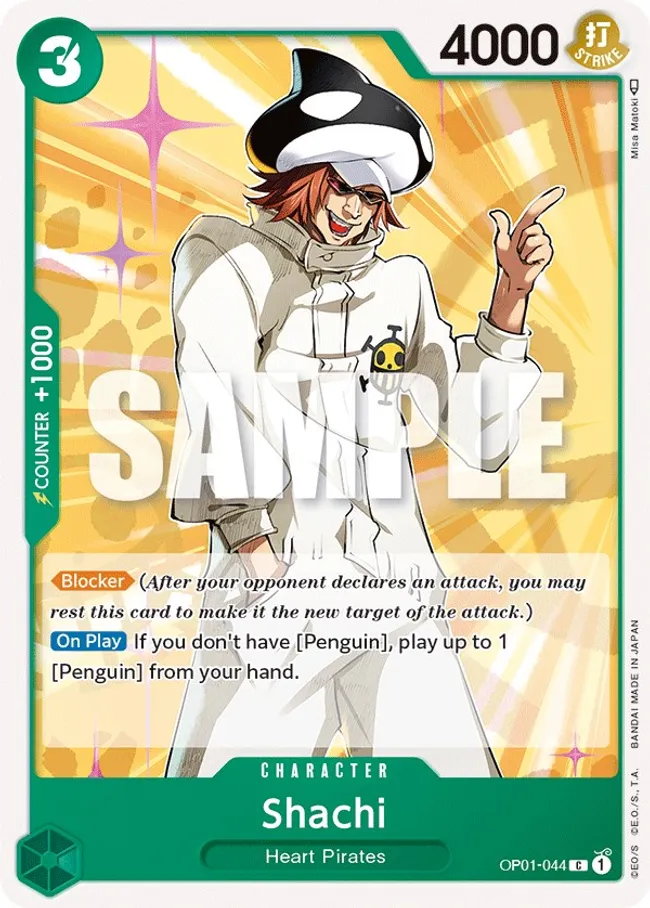 3
4000
打
STRIKE
Misa Matoki
COUNTER +1000
SAMPLE
Blocker (After your opponent declares an attack, you may
rest this card to make it the new target of the attack.)
On Play If you don't have [Penguin], play up to 1
[Penguin] from your hand.
CHARACTER
Shachi
Heart Pirates
OP01-044 C 1
©EO/S ©E.O./S., T.A. BANDAI MADE IN JAPAN